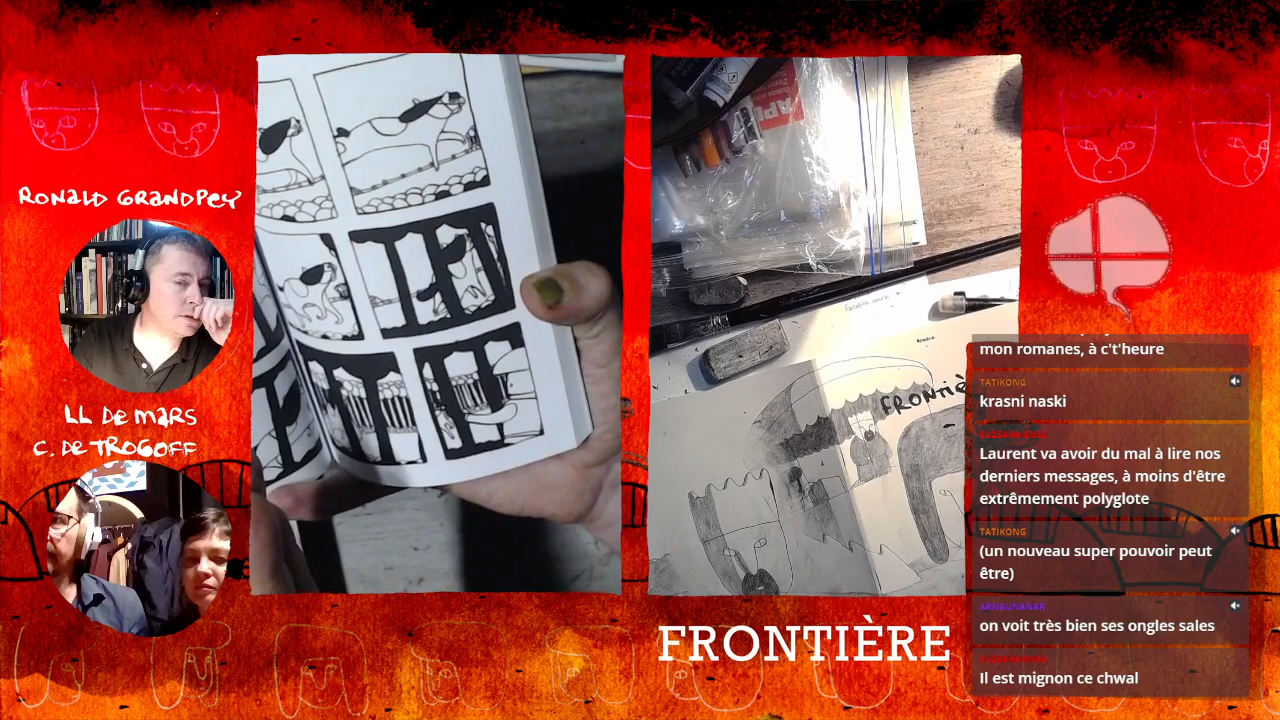 RONALD GRANDPEY
LL DE MARS
C. DE TROGOFF
FRONTIÈ
FRONTIÈRE
mon romanes, à c't'heure
TATIKONG
krasni naski
Laurent va avoir du mal à lire nos
derniers messages, à moins d'être
extrêmement polyglote
TATIKONG
(un nouveau super pouvoir peut
être)
ARNAUNANAR
on voit très bien ses ongles sales
Il est mignon ce chwal